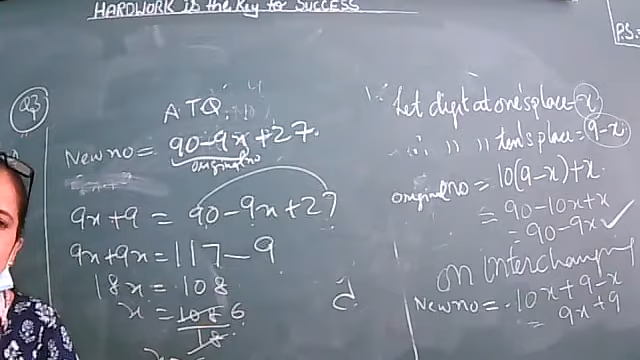 HARDWORK is the Key for SUCCESS
P.S.=
Q3
ATQ
New no = 90-9x+27.
original no
9x+9 = 90-9x+27
9x+9x = 117-9
18x = 108
x = 108 6
18
Let digit at one's place = x
" " ten's place = 9-x
original no = 10(9-x)+x.
= 90-10x+x
= 90-9x ✓
on interchanging
New no = 10x+9-x
= 9x+9